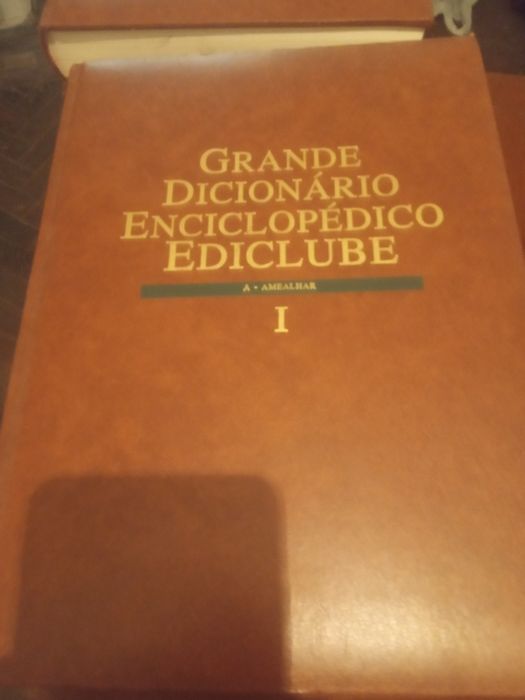 GRANDE
DICIONÁRIO
ENCICLOPÉDICO
EDICLUBE
A • AMEALHAR
I